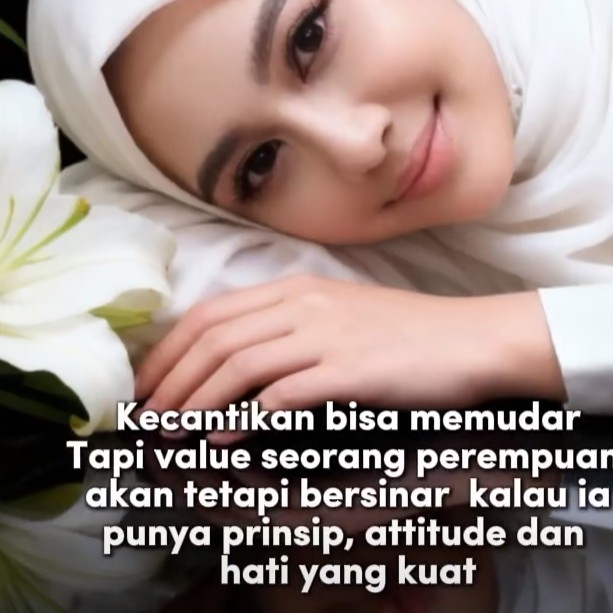 Kecantikan bisa memudar
Tapi value seorang perempuan
akan tetapi bersinar kalau ia
punya prinsip, attitude dan
hati yang kuat